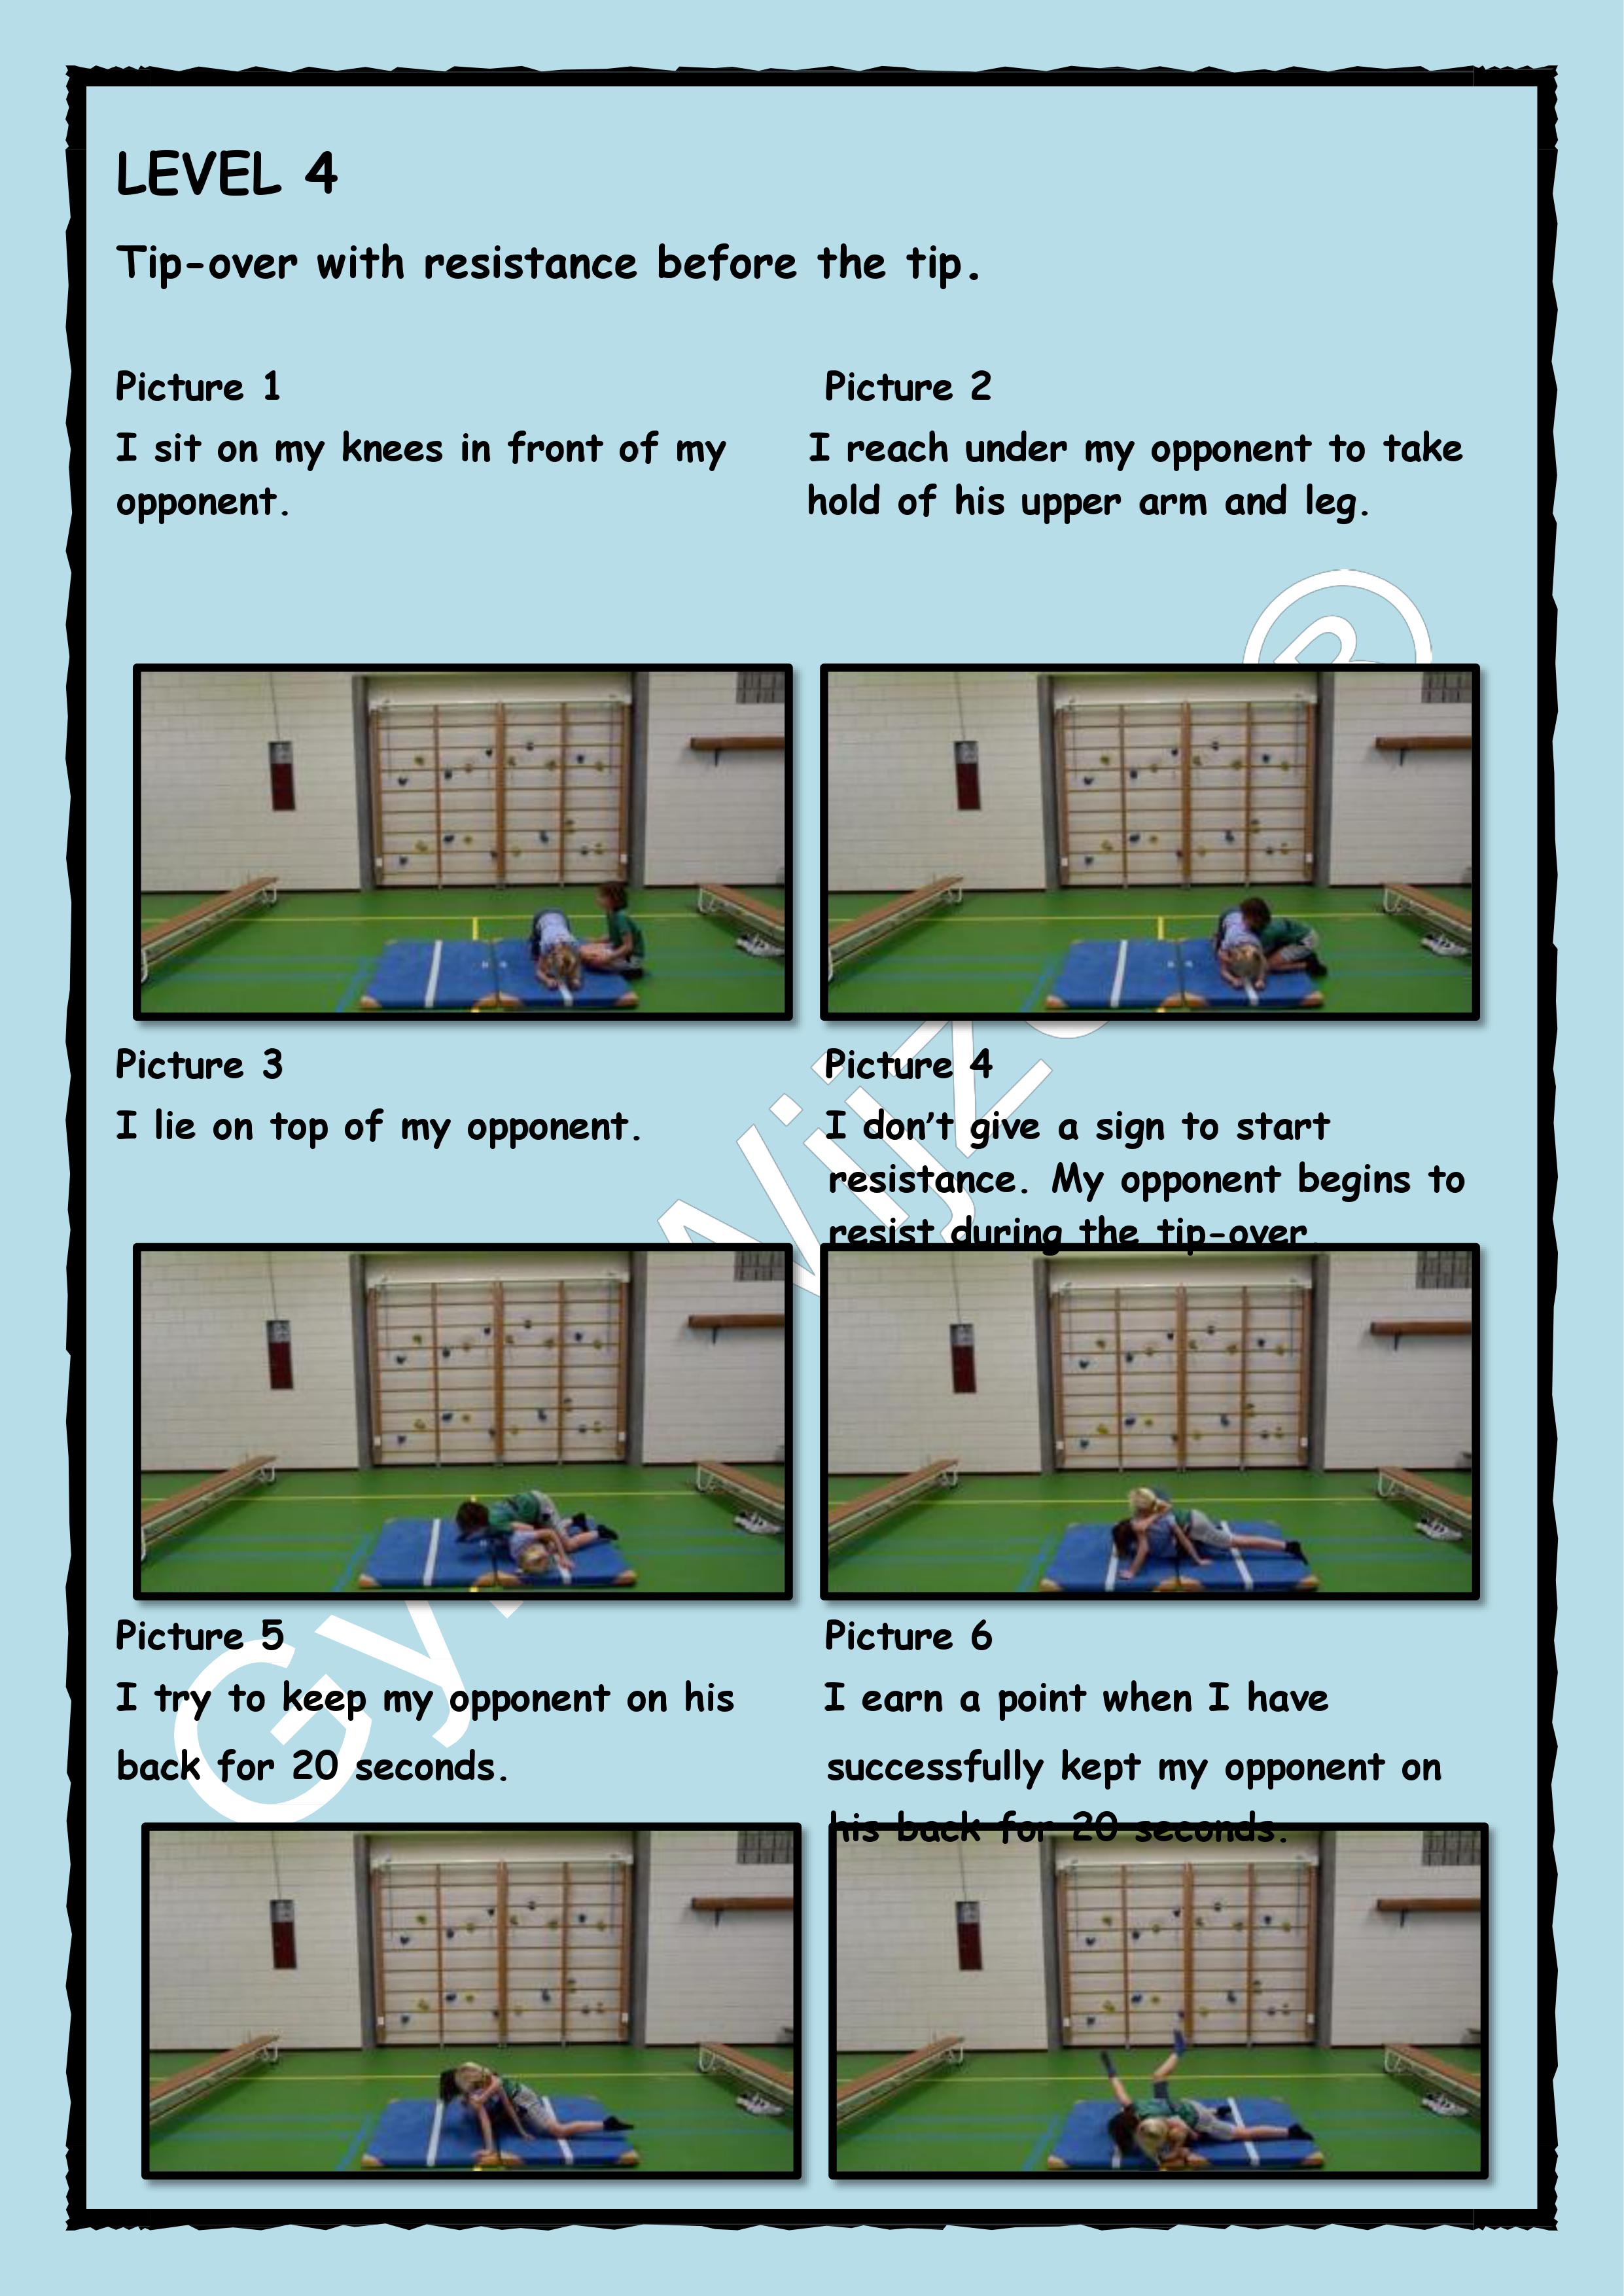 LEVEL 4
Tip-over with resistance before the tip.
Picture 1
I sit on my knees in front of my
opponent.
Picture 2
I reach under my opponent to take
hold of his upper arm and leg.
Picture 3
I lie on top of my opponent.
Picture 4
I don't give a sign to start
resistance. My opponent begins to
resist during the tip-over.
Picture 5
I try to keep my opponent on his
back for 20 seconds.
Picture 6
I earn a point when I have
successfully kept my opponent on
his back for 20 seconds.